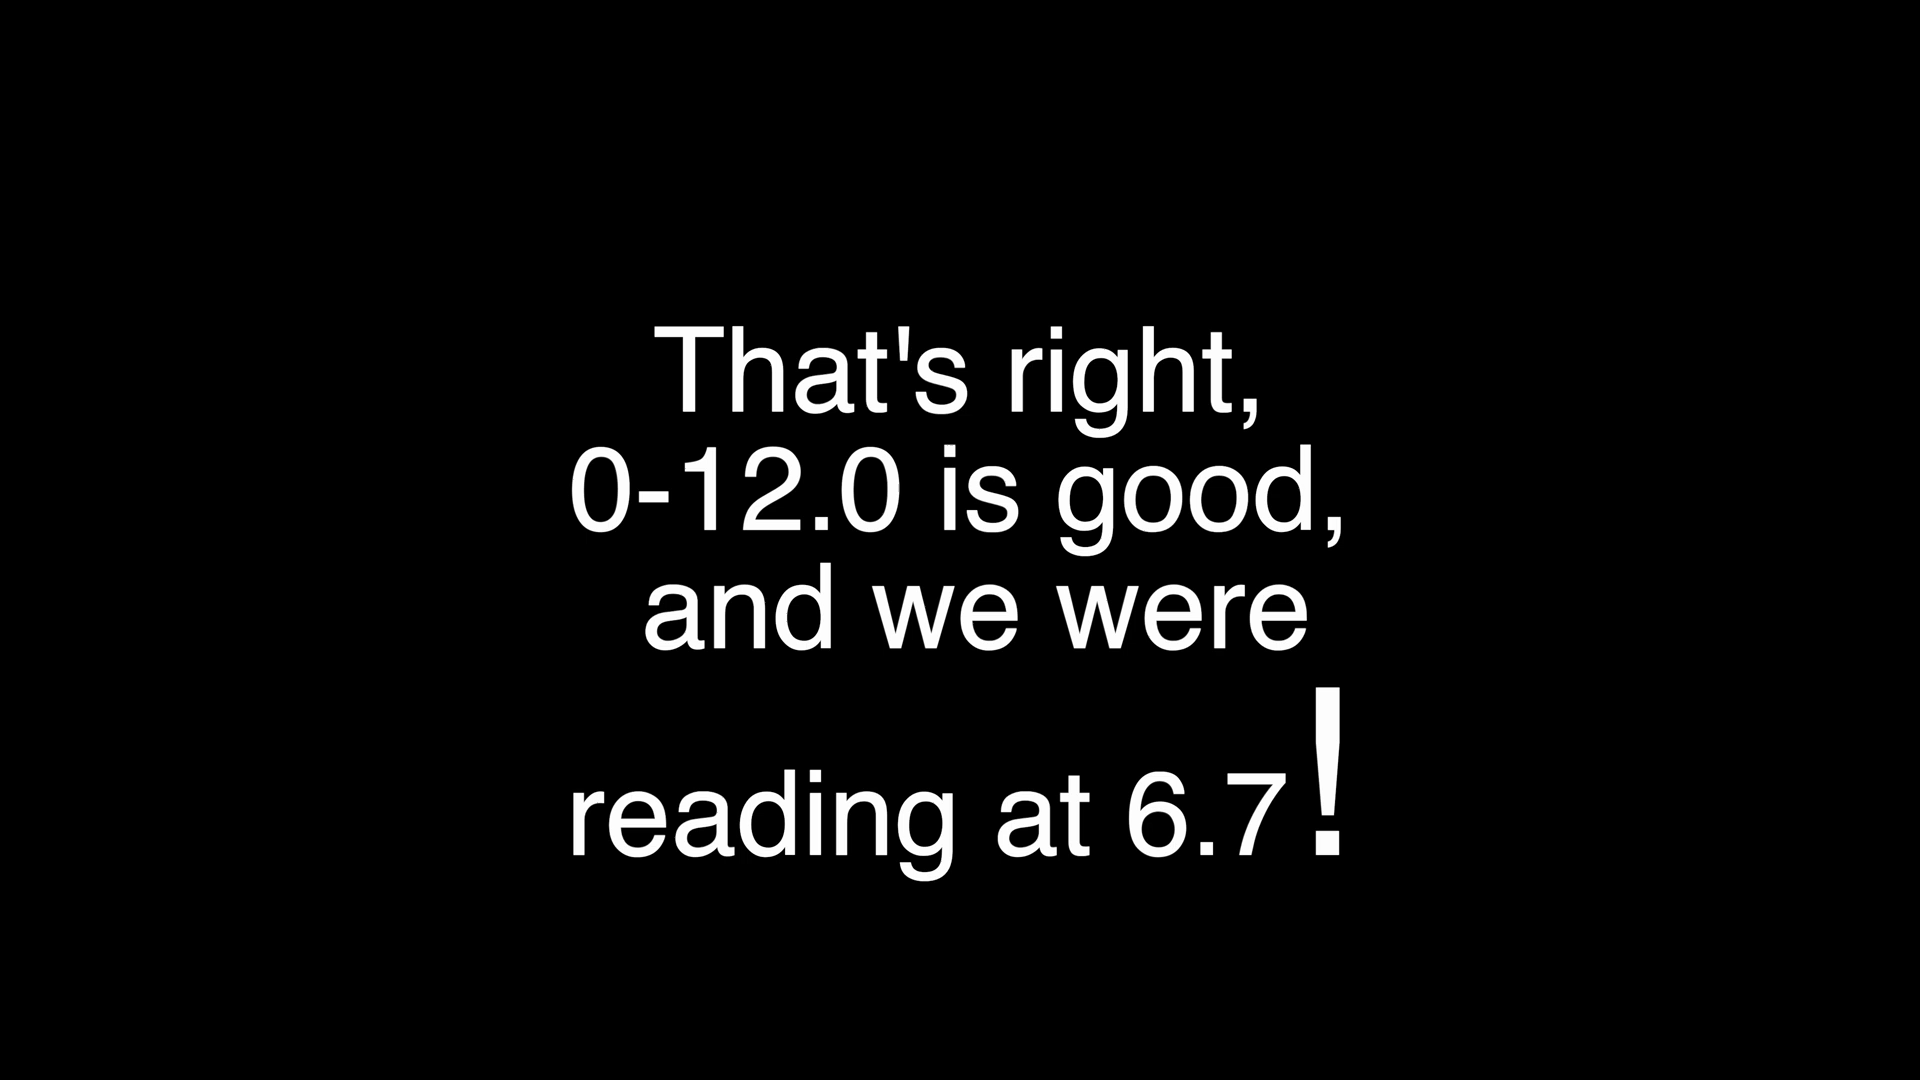 That's right,
0-12.0 is good,
and we were
reading at 6.7!